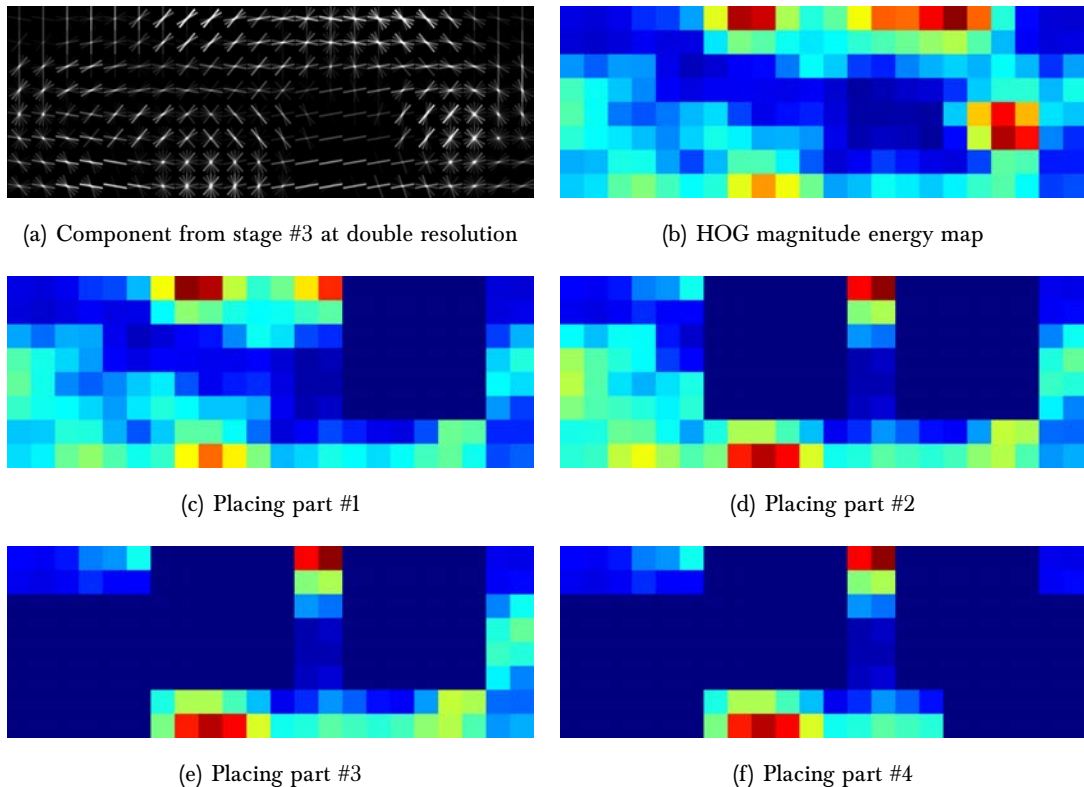 (a) Component from stage #3 at double resolution
(b) HOG magnitude energy map
(c) Placing part #1
(d) Placing part #2
(e) Placing part #3
(f) Placing part #4